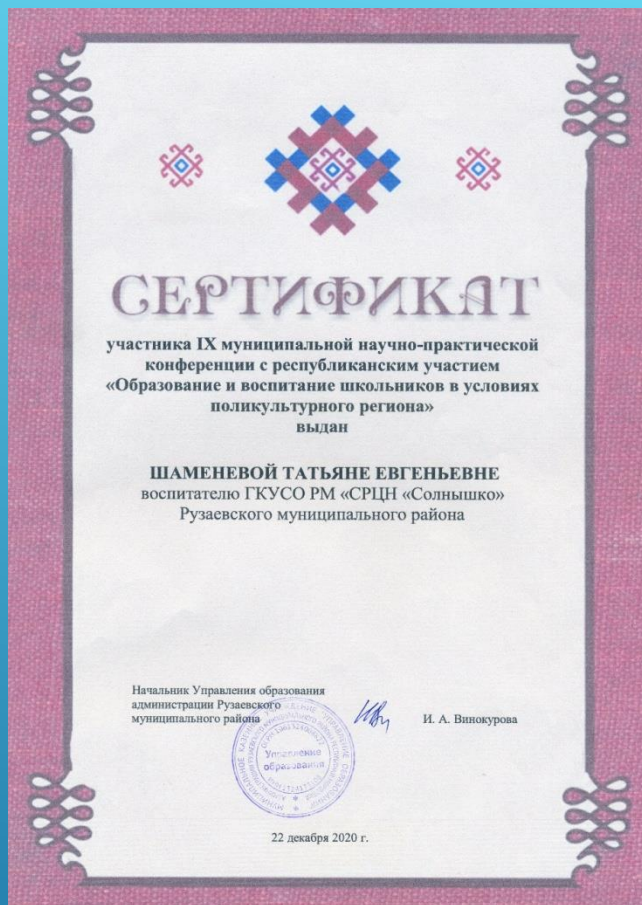 СЕРТИФИКАТ
участника IX муниципальной научно-практической
конференции с республиканским участием
«Образование и воспитание школьников в условиях
поликультурного региона»
выдан
ШАМЕНЕВОЙ ТАТЬЯНЕ ЕВГЕНЬЕВНЕ
воспитателю ГКУСО РМ «СРЦН «Солнышко»
Рузаевского муниципального района
Начальник Управления образования
администрации Рузаевского
муниципального района
И. А. Винокурова
Управление
образования
22 декабря 2020 г.